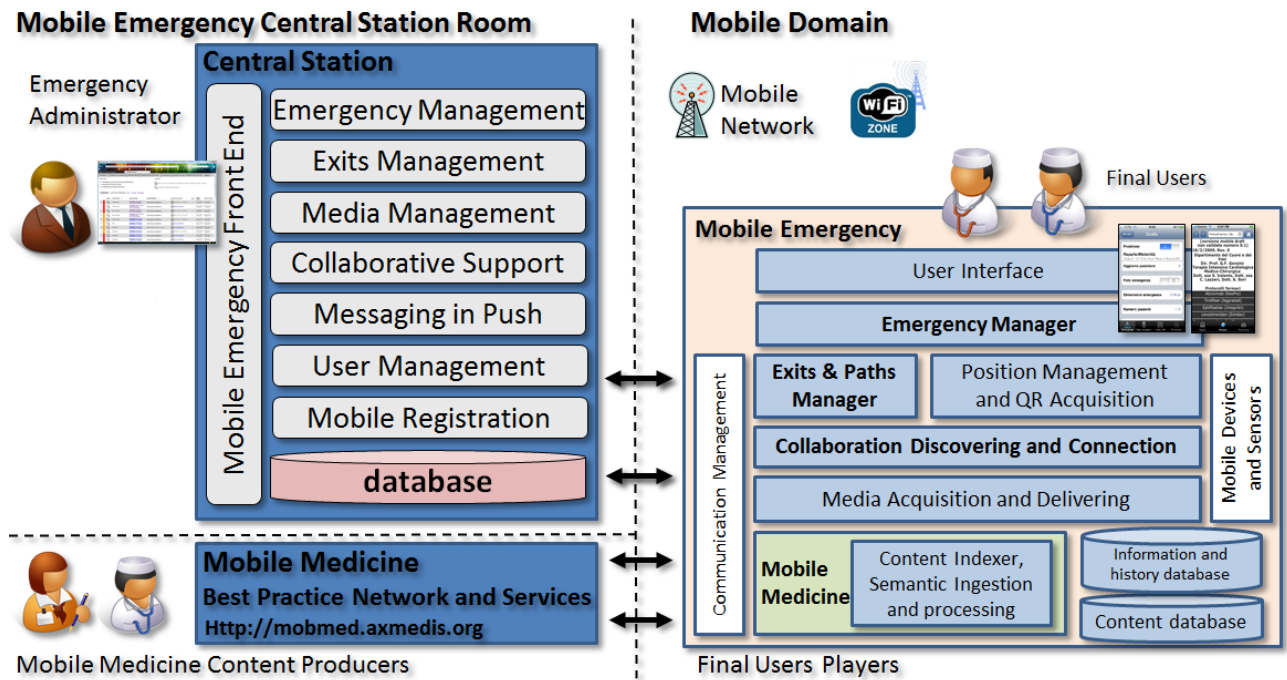 Mobile Emergency Central Station Room
Emergency
Administrator
Central Station
Mobile Emergency Front End
Emergency Management
Exits Management
Media Management
Collaborative Support
Messaging in Push
User Management
Mobile Registration
database
Mobile Medicine
Best Practice Network and Services
Http://mobmed.axmedis.org
Mobile Medicine Content Producers
Mobile Domain
Mobile
Network
WiFi
ZONE
Final Users
Mobile Emergency
User Interface
Emergency Manager
Communication Management
Exits & Paths
Manager
Position Management
and QR Acquisition
Mobile Devices
and Sensors
Collaboration Discovering and Connection
Media Acquisition and Delivering
Mobile
Medicine
Content Indexer,
Semantic Ingestion
and processing
Information and
history database
Content database
Final Users Players